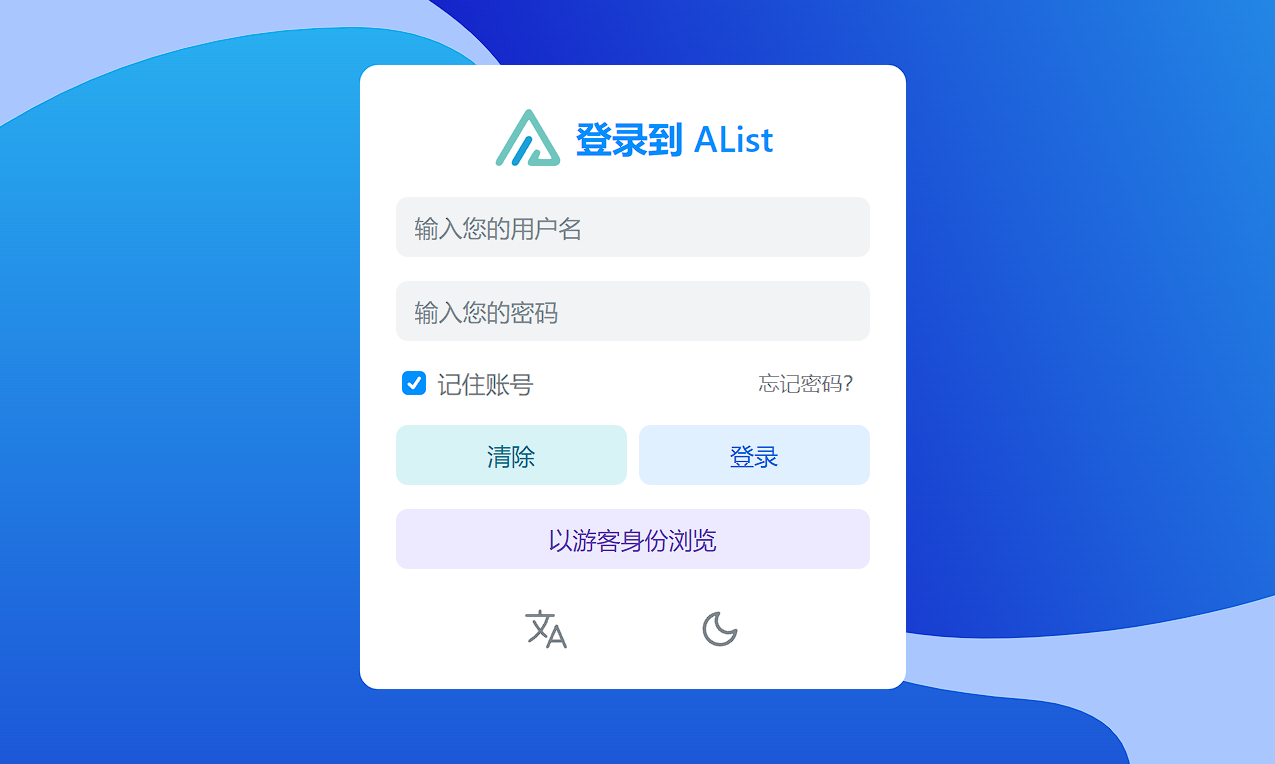 登录到 AList
输入您的用户名
输入您的密码
记住账号 忘记密码?
清除 登录
以游客身份浏览